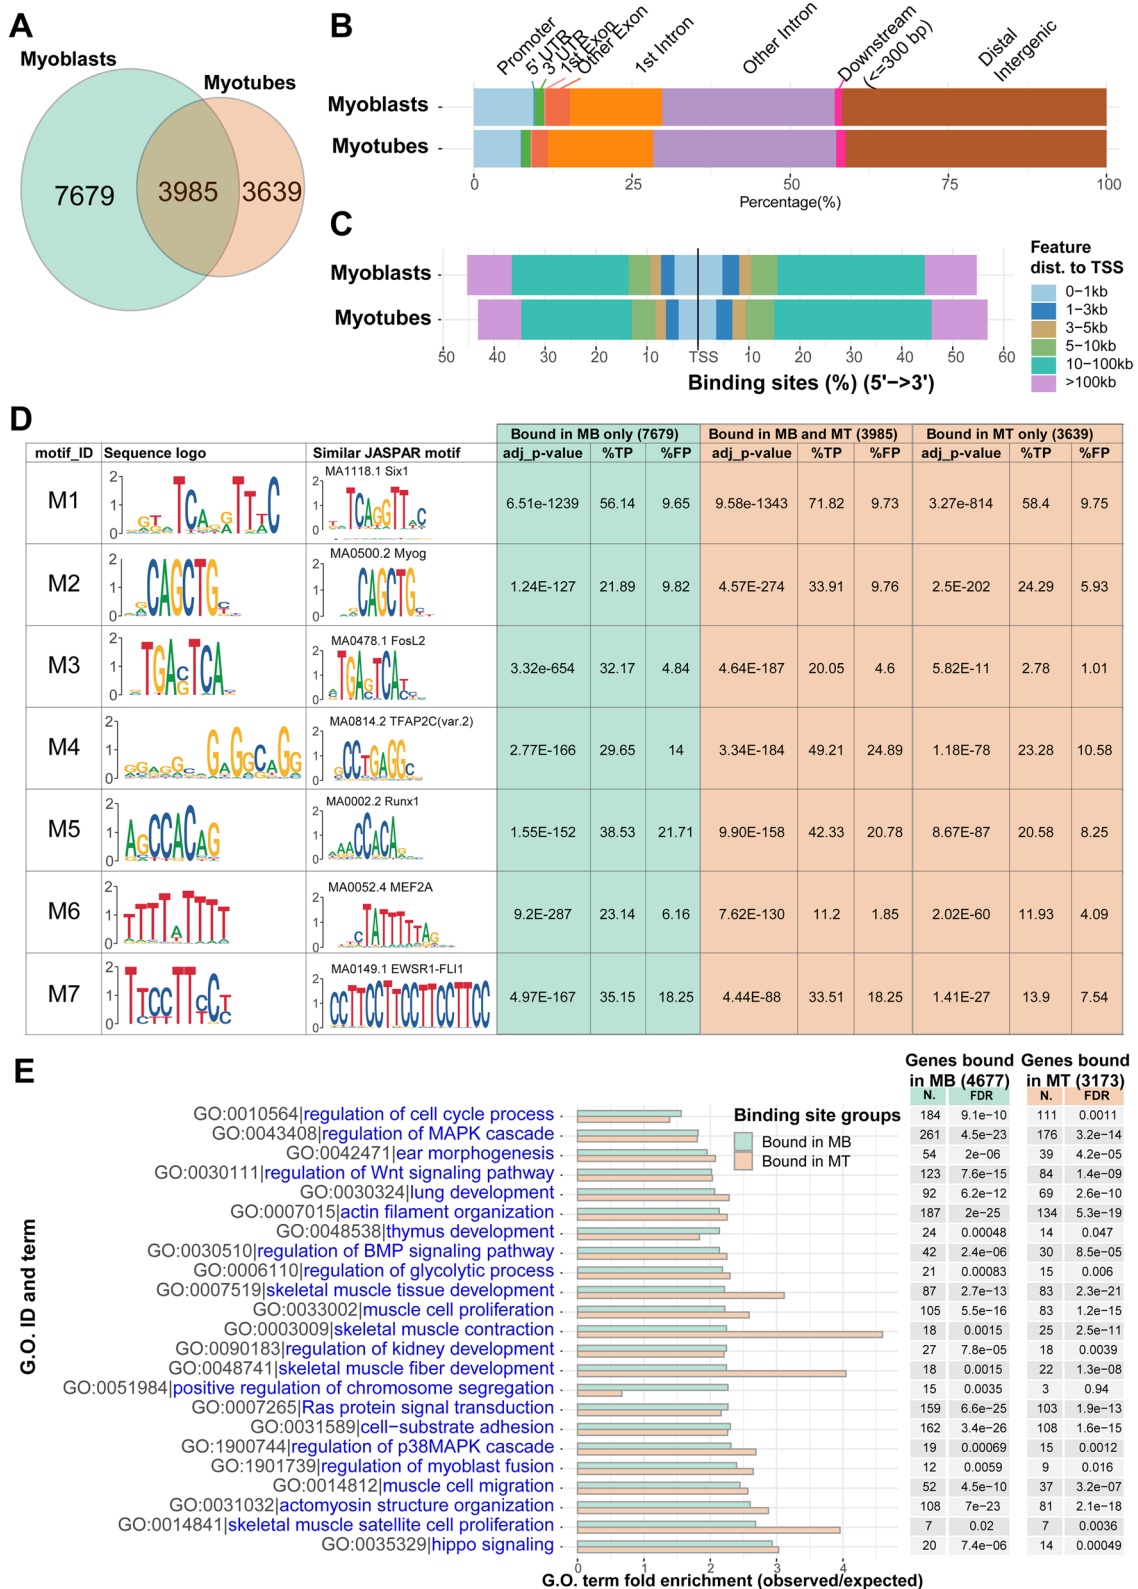 A
Myoblasts
Myotubes
7679
3985
3639
B
Promoter
5' UTR
3' UTR
1st Exon
Other Exon
1st Intron
Other Intron
Downstream (<=300 bp)
Distal Intergenic
Myoblasts
Myotubes
0 25 50 75 100
Percentage(%)
C
Myoblasts
Myotubes
50 40 30 20 10 TSS 10 20 30 40 50 60
Binding sites (%) (5'->3')
Feature
dist. to TSS
0-1kb
1-3kb
3-5kb
5-10kb
10-100kb
>100kb
D
Bound in MB only (7679) Bound in MB and MT (3985) Bound in MT only (3639)
motif_ID Sequence logo Similar JASPAR motif adj_p-value %TP %FP adj_p-value %TP %FP adj_p-value %TP %FP
M1 MA1118.1 Six1 6.51e-1239 56.14 9.65 9.58e-1343 71.82 9.73 3.27e-814 58.4 9.75
M2 MA0500.2 Myog 1.24E-127 21.89 9.82 4.57E-274 33.91 9.76 2.5E-202 24.29 5.93
M3 MA0478.1 FosL2 3.32e-654 32.17 4.84 4.64E-187 20.05 4.6 5.82E-11 2.78 1.01
M4 MA0814.2 TFAP2C(var.2) 2.77E-166 29.65 14 3.34E-184 49.21 24.89 1.18E-78 23.28 10.58
M5 MA0002.2 Runx1 1.55E-152 38.53 21.71 9.90E-158 42.33 20.78 8.67E-87 20.58 8.25
M6 MA0052.4 MEF2A 9.2E-287 23.14 6.16 7.62E-130 11.2 1.85 2.02E-60 11.93 4.09
M7 MA0149.1 EWSR1-FLI1 4.97E-167 35.15 18.25 4.44E-88 33.51 18.25 1.41E-27 13.9 7.54
E
Genes bound in MB (4677) Genes bound in MT (3173)
N. FDR N. FDR
Binding site groups
Bound in MB
Bound in MT
G.O. ID and term
GO:0010564|regulation of cell cycle process 184 9.1e-10 111 0.0011
GO:0043408|regulation of MAPK cascade 261 4.5e-23 176 3.2e-14
GO:0042471|ear morphogenesis 54 2e-06 39 4.2e-05
GO:0030111|regulation of Wnt signaling pathway 123 7.6e-15 84 1.4e-09
GO:0030324|lung development 92 6.2e-12 69 2.6e-10
GO:0007015|actin filament organization 187 2e-25 134 5.3e-19
GO:0048538|thymus development 24 0.00048 14 0.047
GO:0030510|regulation of BMP signaling pathway 42 2.4e-06 30 8.5e-05
GO:0006110|regulation of glycolytic process 21 0.00083 15 0.006
GO:0007519|skeletal muscle tissue development 87 2.7e-13 83 2.3e-21
GO:0033002|muscle cell proliferation 105 5.5e-16 83 1.2e-15
GO:0003009|skeletal muscle contraction 18 0.0015 25 2.5e-11
GO:0090183|regulation of kidney development 27 7.8e-05 18 0.0039
GO:0048741|skeletal muscle fiber development 18 0.0015 22 1.3e-08
GO:0051984|positive regulation of chromosome segregation 15 0.0035 3 0.94
GO:0007265|Ras protein signal transduction 159 6.6e-25 103 1.9e-13
GO:0031589|cell-substrate adhesion 162 3.4e-26 108 1.6e-15
GO:1900744|regulation of p38MAPK cascade 19 0.00069 15 0.0012
GO:1901739|regulation of myoblast fusion 12 0.0059 9 0.016
GO:0014812|muscle cell migration 52 4.5e-10 37 3.2e-07
GO:0031032|actomyosin structure organization 108 7e-23 81 2.1e-18
GO:0014841|skeletal muscle satellite cell proliferation 7 0.02 7 0.0036
GO:0035329|hippo signaling 20 7.4e-06 14 0.00049
0 1 2 3 4
G.O. term fold enrichment (observed/expected)